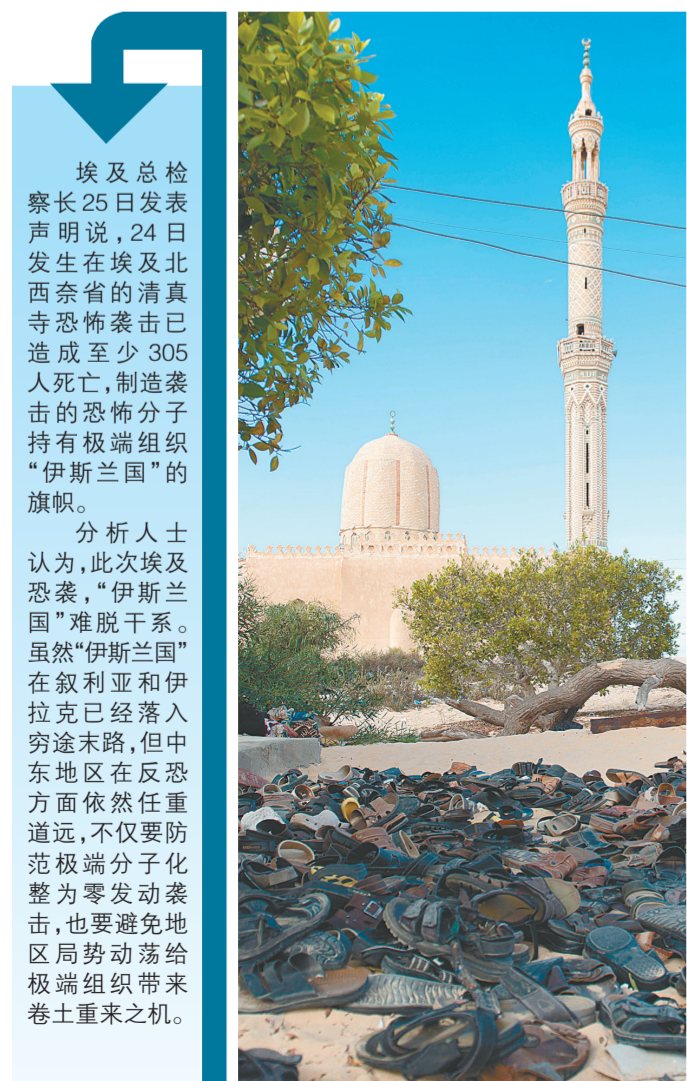 埃及总检
察长25日发表
声明说,24日
发生在埃及北
西奈省的清真
寺恐怖袭击已
造成至少305
人死亡,制造袭
击的恐怖分子
持有极端组织
“伊斯兰国”的
旗帜。
分析人士
认为,此次埃及
恐袭,“伊斯兰
国”难脱干系。
虽然“伊斯兰国”
在叙利亚和伊
拉克已经落入
穷途末路,但中
东地区在反恐
方面依然任重
道远,不仅要防
范极端分子化
整为零发动袭
击,也要避免地
区局势动荡给
极端组织带来
卷土重来之机。